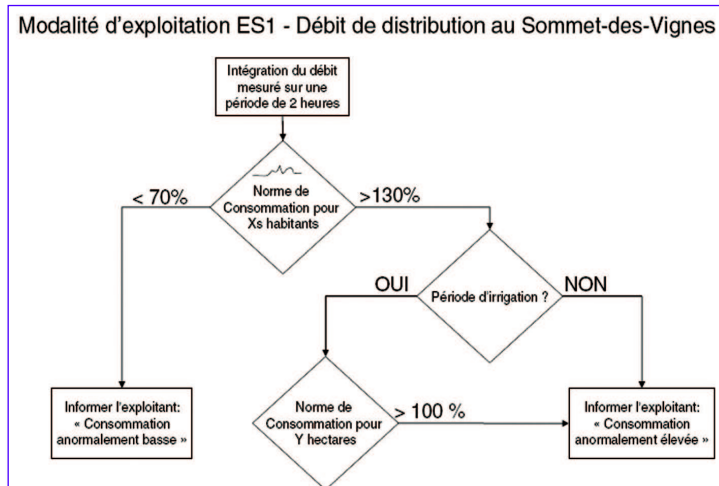 Modalité d'exploitation ES1 - Débit de distribution au Sommet-des-Vignes
Intégration du débit
mesuré sur une
période de 2 heures
< 70%
Norme de
Consommation pour
Xs habitants
>130%
OUI
Période d'irrigation ?
NON
Informer l'exploitant:
« Consommation
anormalement basse »
Norme de
Consommation pour
Y hectares
> 100 %
Informer l'exploitant:
« Consommation
anormalement élevée »